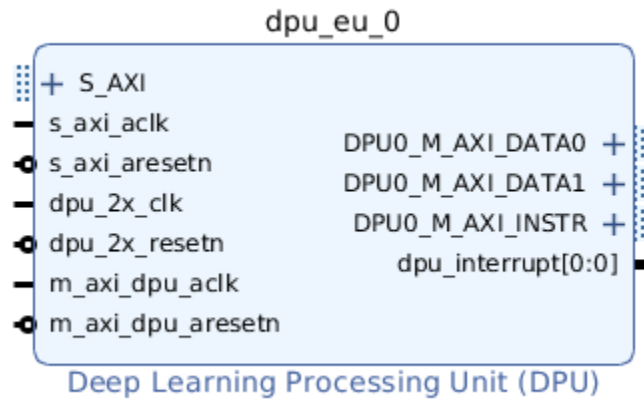 dpu_eu_0
S_AXI
s_axi_aclk
s_axi_aresetn
dpu_2x_clk
dpu_2x_resetn
m_axi_dpu_aclk
m_axi_dpu_aresetn
DPU0_M_AXI_DATA0
DPU0_M_AXI_DATA1
DPU0_M_AXI_INSTR
dpu_interrupt[0:0]
Deep Learning Processing Unit (DPU)